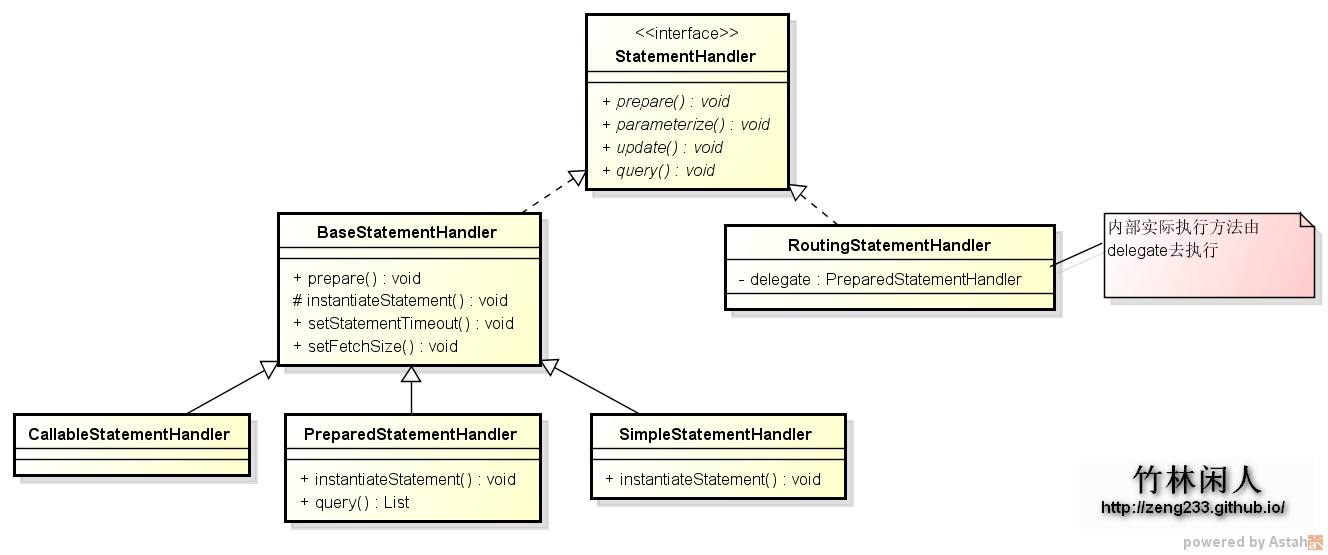 <<interface>>
StatementHandler
+ prepare() : void
+ parameterize() : void
+ update() : void
+ query() : void
BaseStatementHandler
+ prepare() : void
# instantiateStatement() : void
+ setStatementTimeout() : void
+ setFetchSize() : void
RoutingStatementHandler
- delegate : PreparedStatementHandler
内部实际执行方法由
delegate去执行
CallableStatementHandler
PreparedStatementHandler
+ instantiateStatement() : void
+ query() : List
SimpleStatementHandler
+ instantiateStatement() : void
竹林闲人
http://zeng233.github.io/
powered by Astah